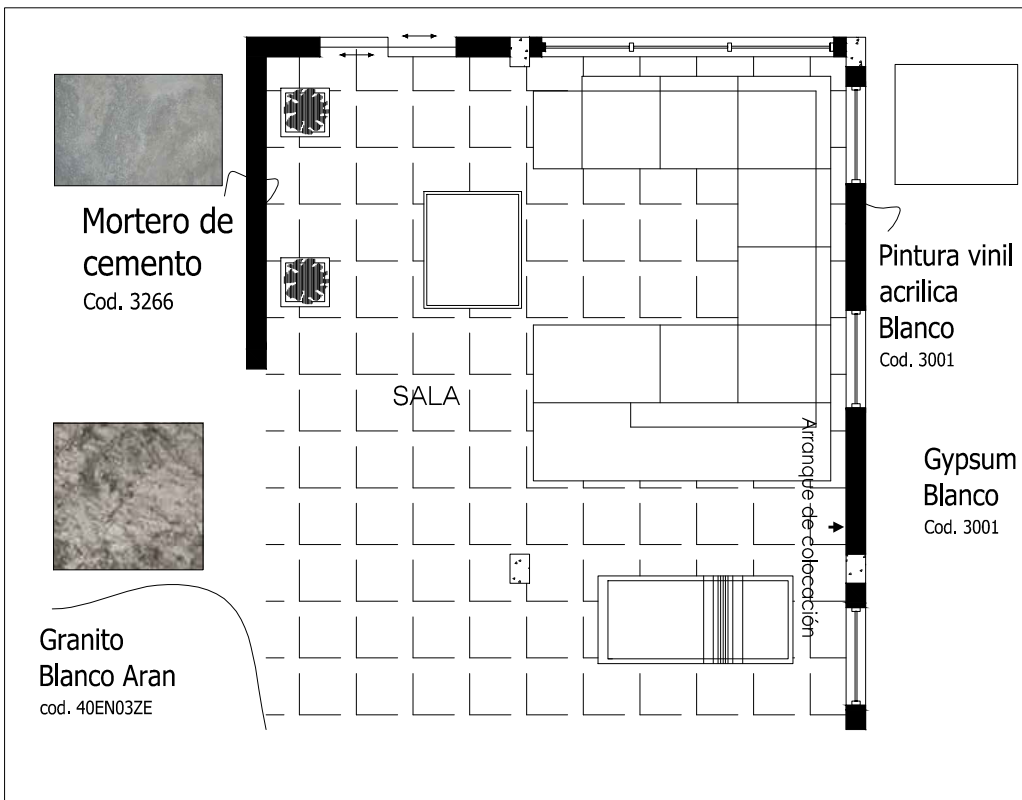 Mortero de
cemento
Cod. 3266
Pintura vinil
acrilica
Blanco
Cod. 3001
SALA
Arranque de colocación
Gypsum
Blanco
Cod. 3001
Granito
Blanco Aran
cod. 40EN03ZE